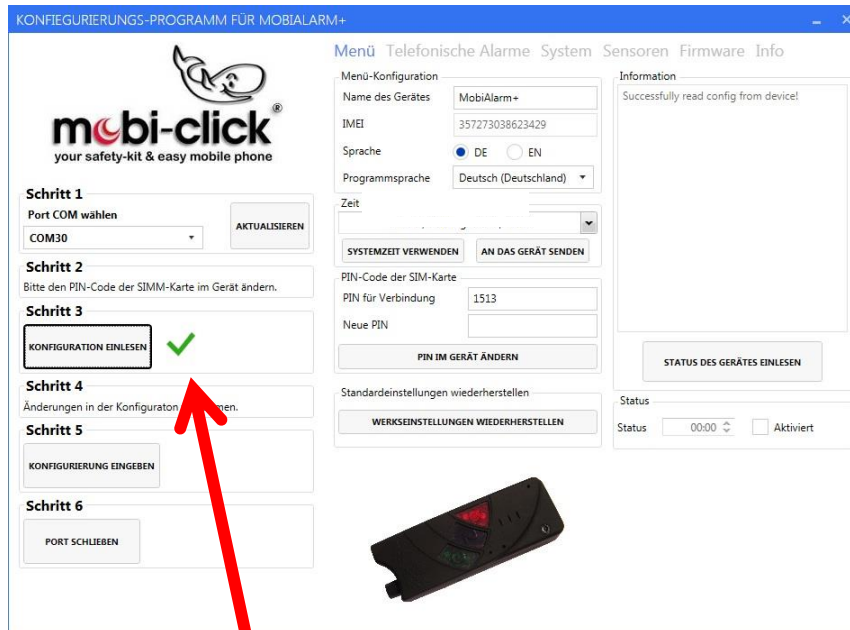 KONFIEGURIERUNGS-PROGRAMM FÜR MOBIALARM+
mobi-click®
your safety-kit & easy mobile phone
Schritt 1
Port COM wählen
COM30
AKTUALISIEREN
Schritt 2
Bitte den PIN-Code der SIMM-Karte im Gerät ändern.
Schritt 3
KONFIGURATION EINLESEN
Schritt 4
Änderungen in der Konfiguraton
Schritt 5
KONFIGURIERUNG EINGEBEN
Schritt 6
PORT SCHLIEßEN
Menü Telefonische Alarme System Sensoren Firmware Info
Menü-Konfiguration
Name des Gerätes MobiAlarm+
IMEI 357273038623429
Sprache DE EN
Programmsprache Deutsch (Deutschland)
Zeit
SYSTEMZEIT VERWENDEN AN DAS GERÄT SENDEN
PIN-Code der SIM-Karte
PIN für Verbindung 1513
Neue PIN
PIN IM GERÄT ÄNDERN
Standardeinstellungen wiederherstellen
WERKSEINSTELLUNGEN WIEDERHERSTELLEN
Information
Successfully read config from device!
STATUS DES GERÄTES EINLESEN
Status
Status 00:00 Aktiviert